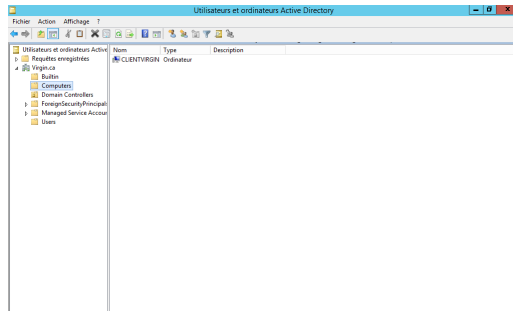 Utilisateurs et ordinateurs Active Directory
Fichier Action Affichage ?
Utilisateurs et ordinateurs Active
Nom Type Description
Requêtes enregistrées
CLIENTVIRGIN Ordinateur
Virgin.ca
Builtin
Computers
Domain Controllers
ForeignSecurityPrincipals
Managed Service Accour
Users